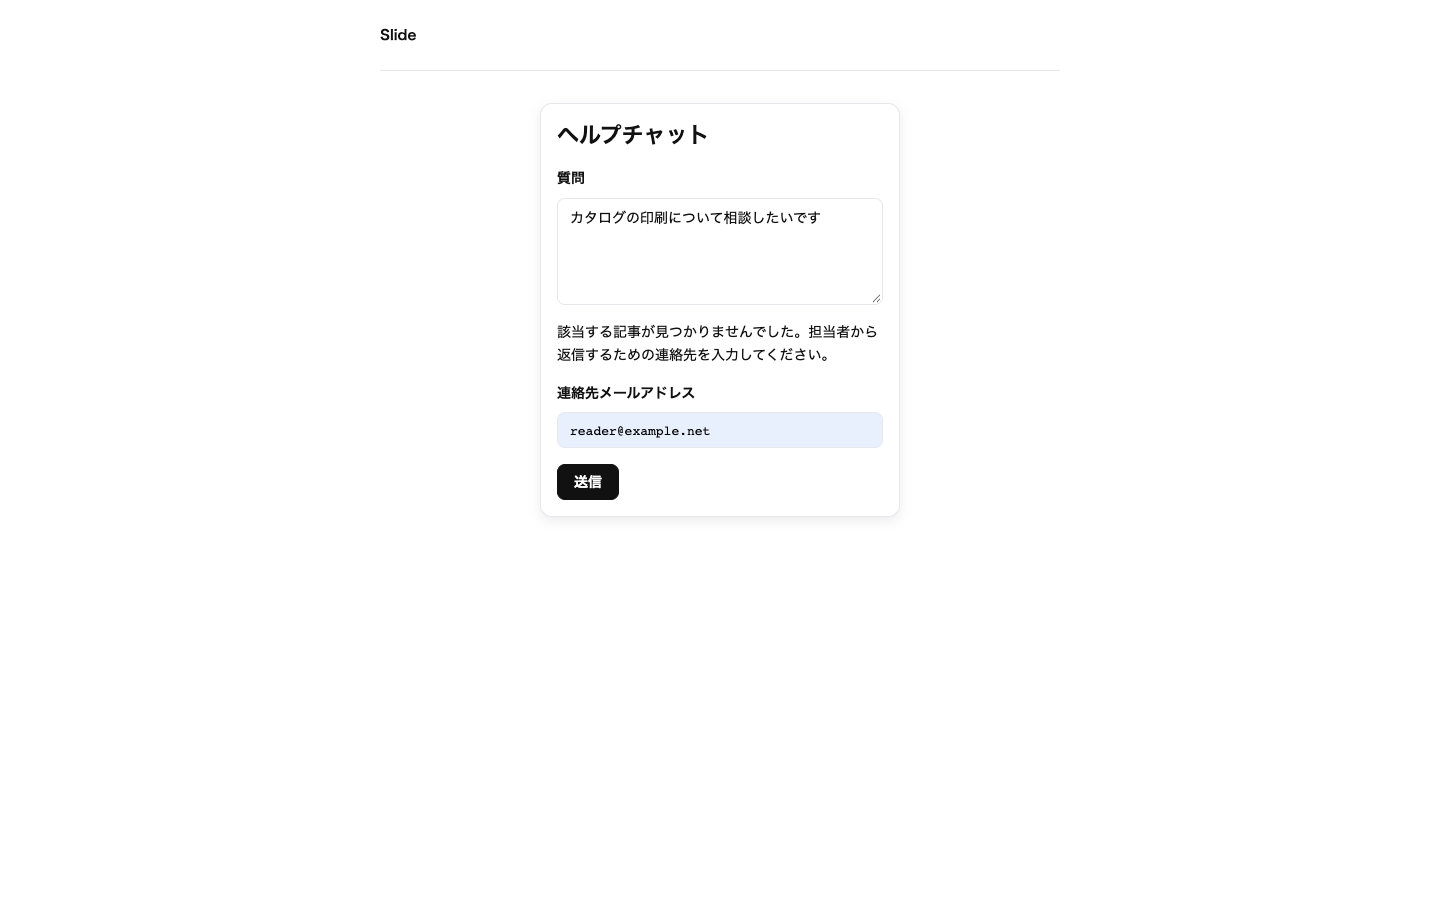 Slide
ヘルプチャット
質問
カタログの印刷について相談したいです
該当する記事が見つかりませんでした。担当者から
返信するための連絡先を入力してください。
連絡先メールアドレス
reader@example.net
送信